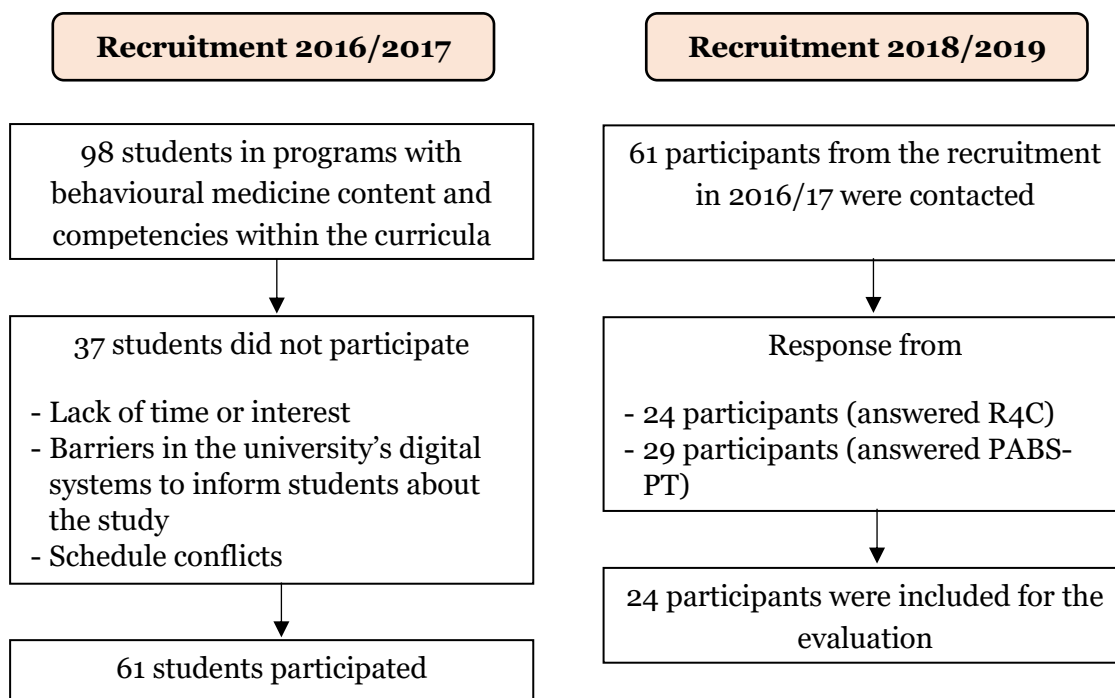 Recruitment 2016/2017
98 students in programs with
behavioural medicine content and
competencies within the curricula
37 students did not participate
- Lack of time or interest
- Barriers in the university’s digital
systems to inform students about
the study
- Schedule conflicts
61 students participated
Recruitment 2018/2019
61 participants from the recruitment
in 2016/17 were contacted
Response from
- 24 participants (answered R4C)
- 29 participants (answered PABS-
PT)
24 participants were included for the
evaluation